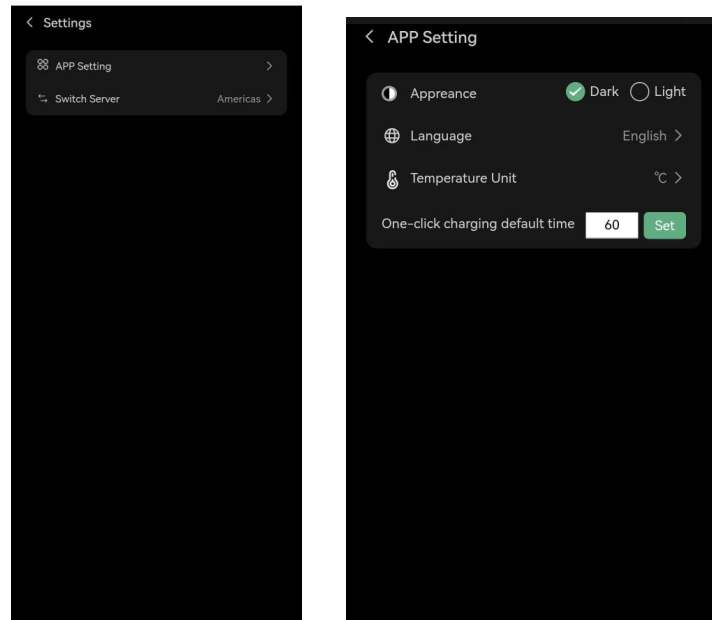 Settings
APP Setting
Switch Server Americas
APP Setting
Appreance Dark Light
Language English
Temperature Unit °C
One-click charging default time 60 Set